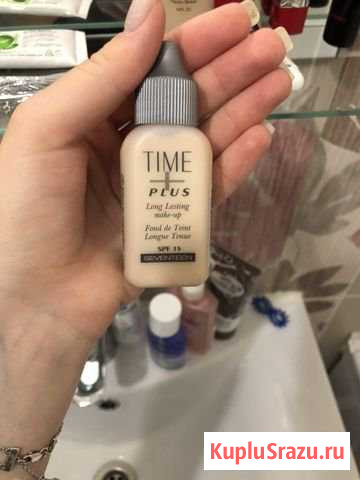 TIME
PLUS
Long Lasting
make-up
Fond de Teint
Longue Tenue
SPF 15
SEVENTEEN
KupluSrazu.ru